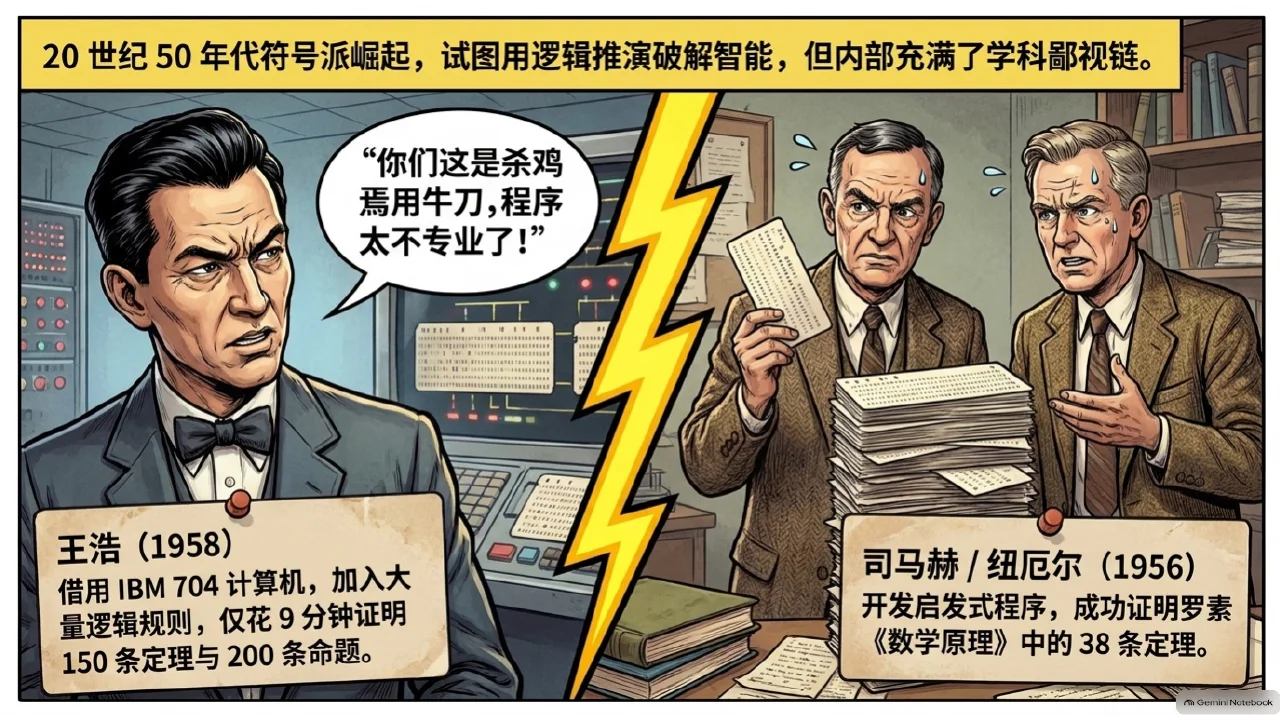 20 世纪 50 年代符号派崛起，试图用逻辑推演破解智能，但内部充满了学科鄙视链。
“你们这是杀鸡
焉用牛刀，程序
太不专业了！”
王浩（1958）
借用 IBM 704 计算机，加入大
量逻辑规则，仅花 9 分钟证明
150 条定理与 200 条命题。
司马赫 / 纽厄尔（1956）
开发启发式程序，成功证明罗素
《数学原理》中的 38 条定理。
Gemini Notebook